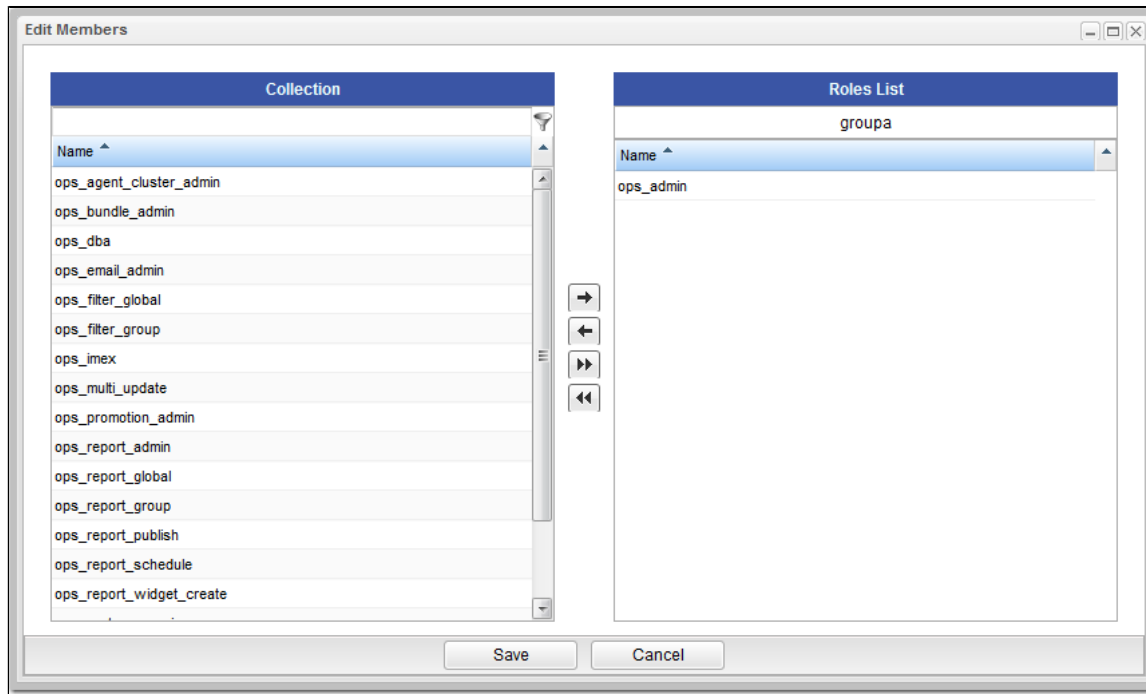 Edit Members
Collection
Name
ops_agent_cluster_admin
ops_bundle_admin
ops_dba
ops_email_admin
ops_filter_global
ops_filter_group
ops_imex
ops_multi_update
ops_promotion_admin
ops_report_admin
ops_report_global
ops_report_group
ops_report_publish
ops_report_schedule
ops_report_widget_create
Roles List
groupa
Name
ops_admin
Save Cancel